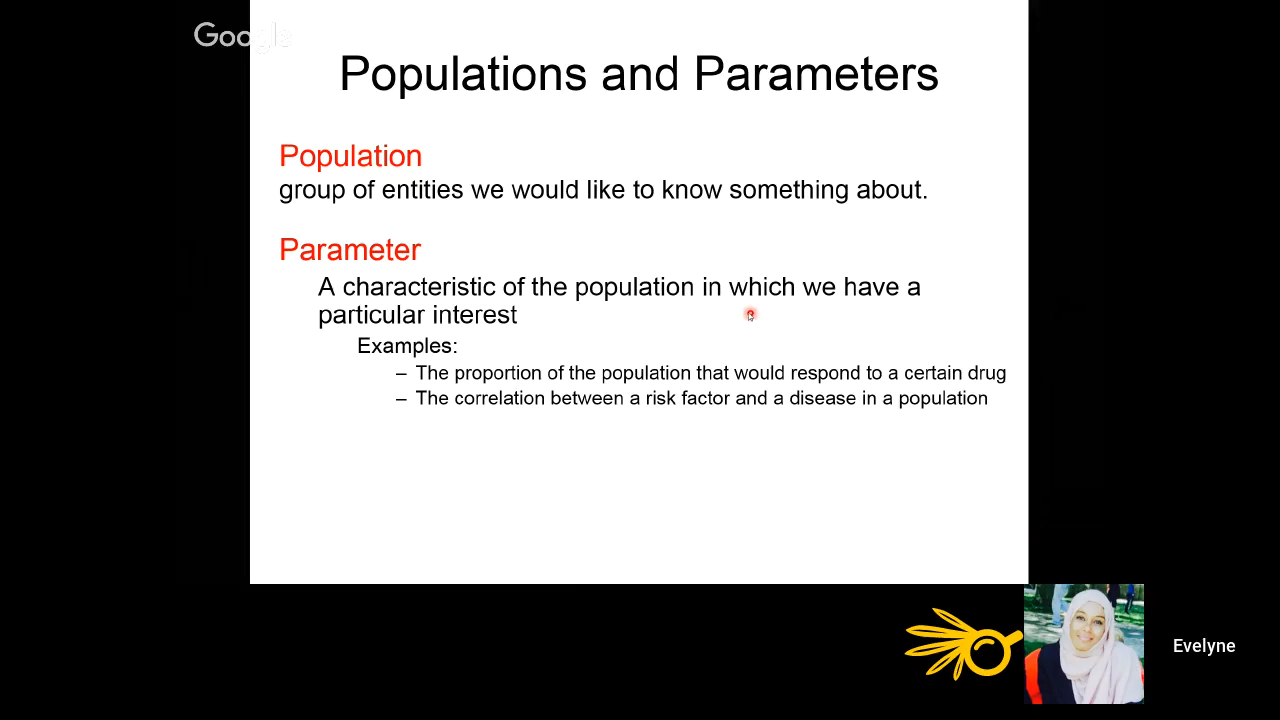 Google
Populations and Parameters
Population
group of entities we would like to know something about.
Parameter
A characteristic of the population in which we have a
particular interest
Examples:
– The proportion of the population that would respond to a certain drug
– The correlation between a risk factor and a disease in a population
Evelyne